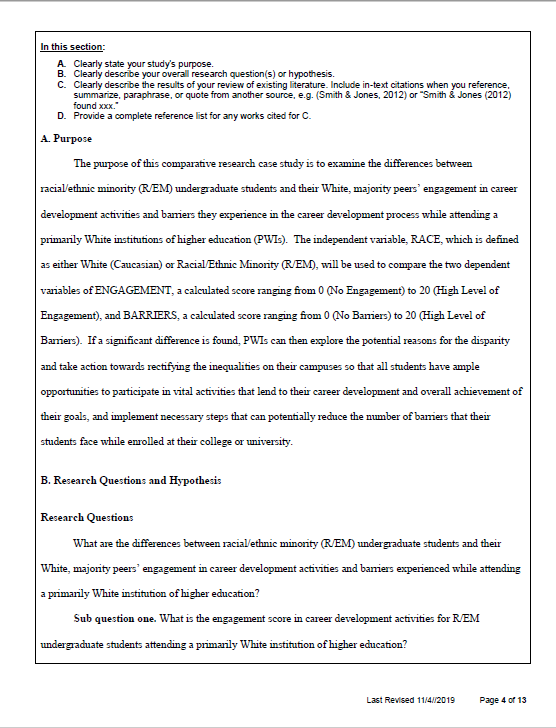 In this section:
A. Clearly state your study's purpose.
B. Clearly describe your overall research question(s) or hypothesis.
C. Clearly describe the results of your review of existing literature. Include in-text citations when you reference,
summarize, paraphrase, or quote from another source, e.g. (Smith & Jones, 2012) or "Smith & Jones (2012)
found xxx."
D. Provide a complete reference list for any works cited for C.
A. Purpose
The purpose of this comparative research case study is to examine the differences between
racial/ethnic minority (R/EM) undergraduate students and their White, majority peers' engagement in career
development activities and barriers they experience in the career development process while attending a
primarily White institutions of higher education (PWIs). The independent variable, RACE, which is defined
as either White (Caucasian) or Racial/Ethnic Minority (R/EM), will be used to compare the two dependent
variables of ENGAGEMENT, a calculated score ranging from 0 (No Engagement) to 20 (High Level of
Engagement), and BARRIERS, a calculated score ranging from 0 (No Barriers) to 20 (High Level of
Barriers). If a significant difference is found, PWIs can then explore the potential reasons for the disparity
and take action towards rectifying the inequalities on their campuses so that all students have ample
opportunities to participate in vital activities that lend to their career development and overall achievement of
their goals, and implement necessary steps that can potentially reduce the number of barriers that their
students face while enrolled at their college or university.
B. Research Questions and Hypothesis
Research Questions
What are the differences between racial/ethnic minority (R/EM) undergraduate students and their
White, majority peers' engagement in career development activities and barriers experienced while attending
a primarily White institution of higher education?
Sub question one. What is the engagement score in career development activities for R/EM
undergraduate students attending a primarily White institution of higher education?
Last Revised 11/4//2019 Page 4 of 13